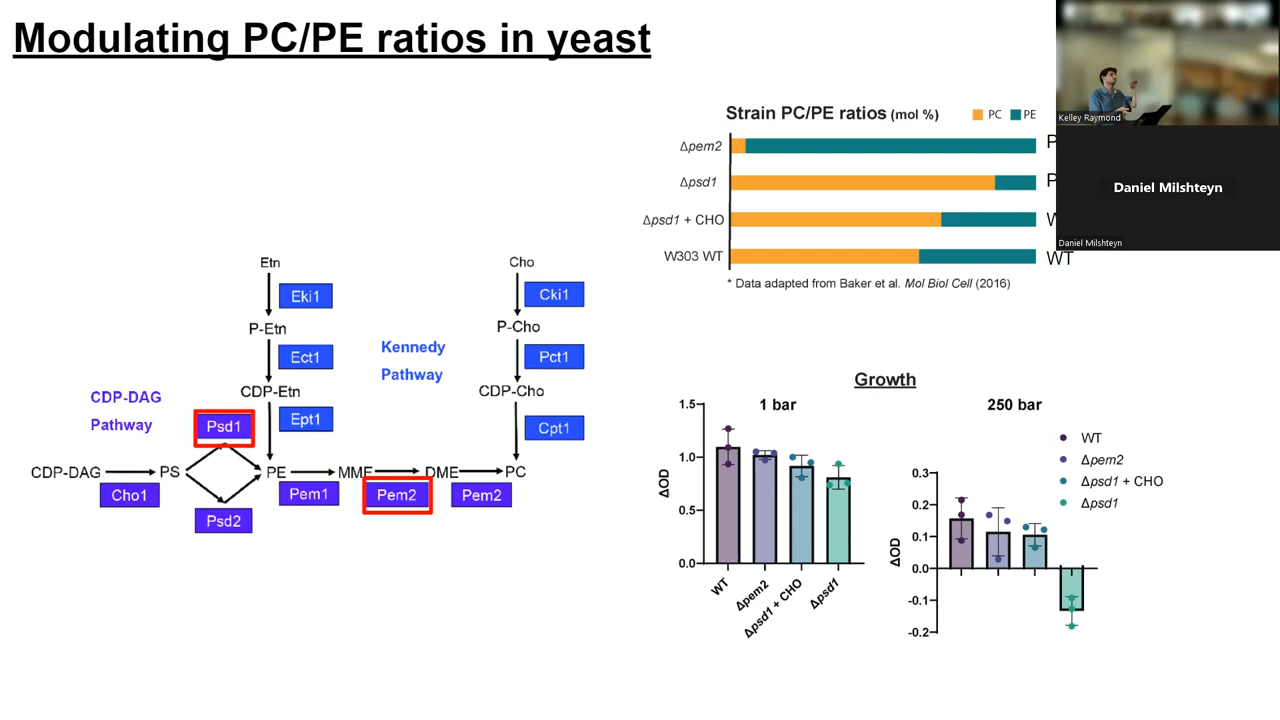 Modulating PC/PE ratios in yeast
Kelley Raymond
Daniel Milshteyn
Daniel Milshteyn
Strain PC/PE ratios (mol %)
PC PE
Δpem2
Δpsd1
Δpsd1 + CHO
W303 WT
WT
* Data adapted from Baker et al. Mol Biol Cell (2016)
Etn
Eki1
P-Etn
Ect1
CDP-Etn
Ept1
Cho
Cki1
P-Cho
Pct1
CDP-Cho
Cpt1
Kennedy
Pathway
CDP-DAG
Pathway
Psd1
CDP-DAG PS PE MME DME PC
Cho1
Psd2
Pem1
Pem2
Pem2
Growth
1 bar
ΔOD
1.5
1.0
0.5
0.0
WT
Δpem2
Δpsd1 + CHO
Δpsd1
250 bar
ΔOD
0.3
0.2
0.1
0.0
-0.1
-0.2
WT
Δpem2
Δpsd1 + CHO
Δpsd1